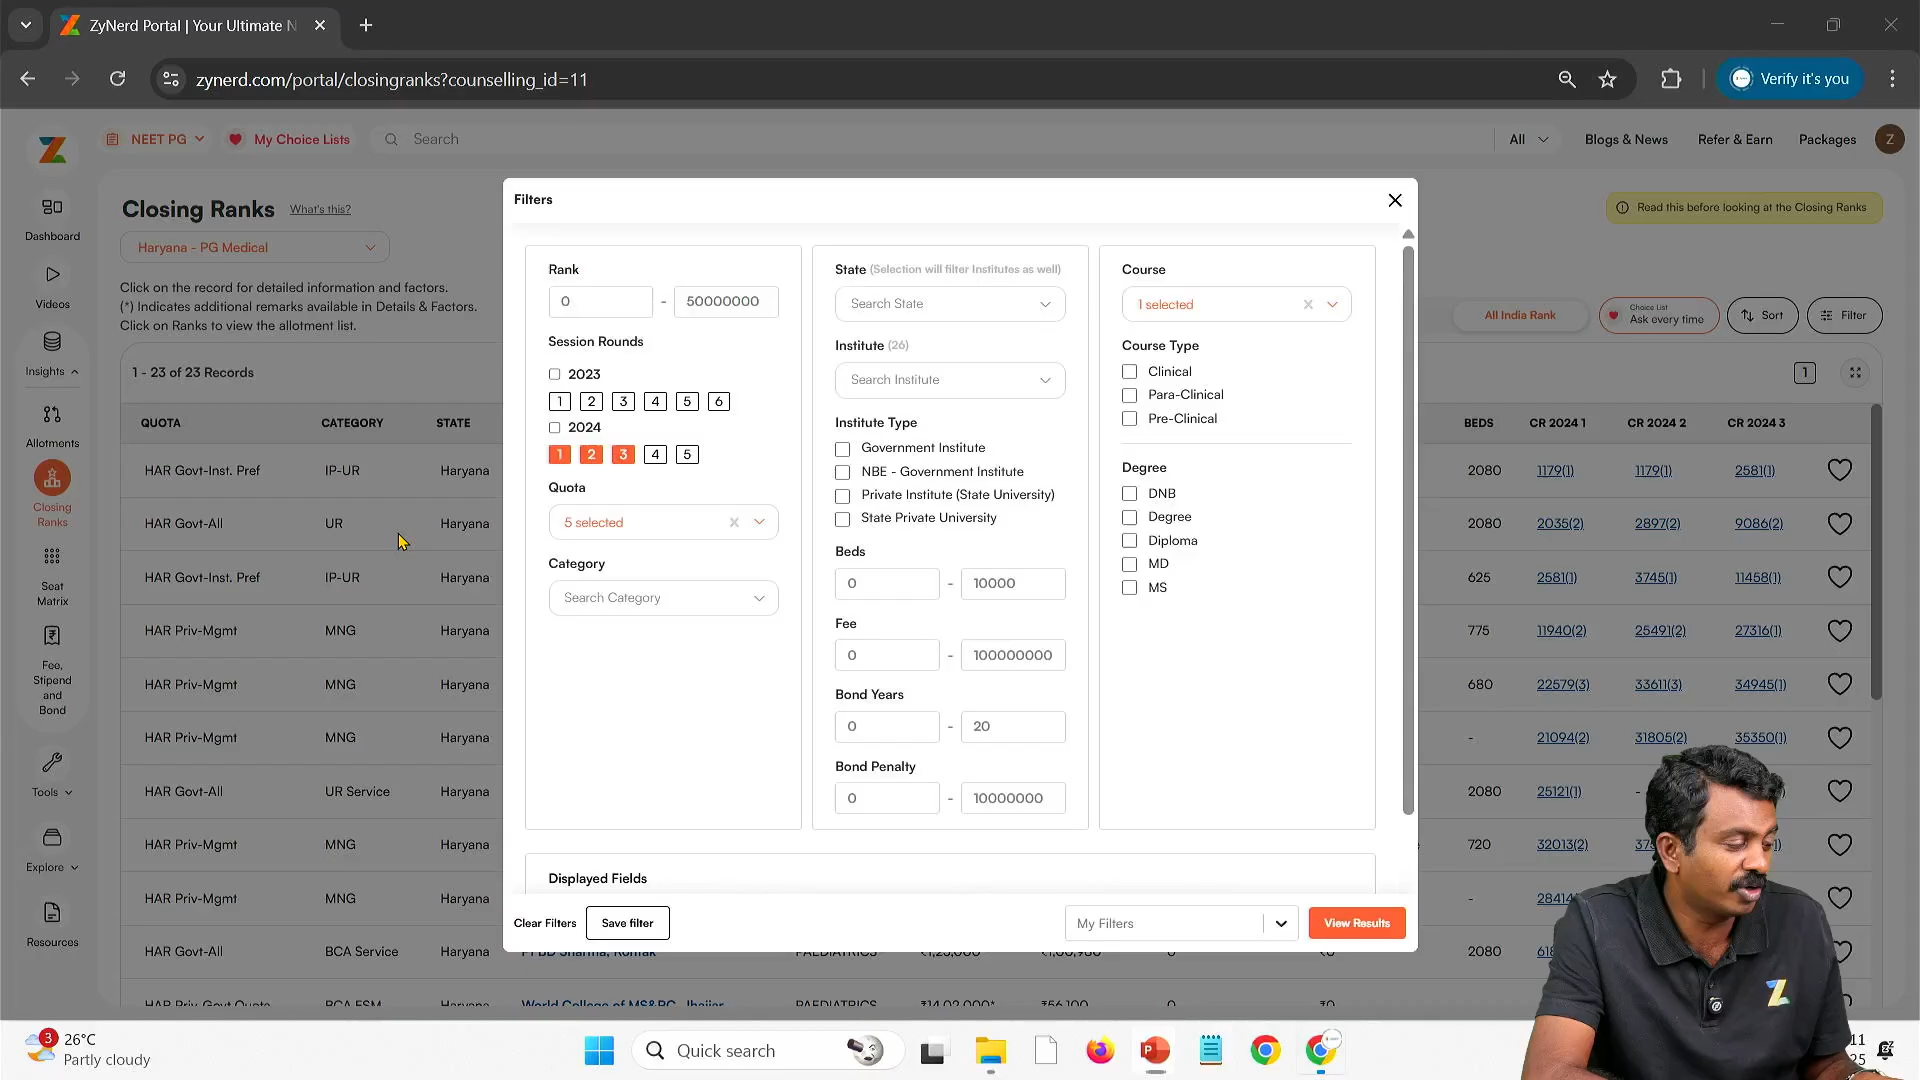 ZyNerd Portal | Your Ultimate N
zynerd.com/portal/closingranks?counselling_id=11
Verify it's you
NEET PG
My Choice Lists
Search
All
Blogs & News
Refer & Earn
Packages
Z
Dashboard
Videos
Insights
Allotments
Closing
Ranks
Seat
Matrix
Fee,
Stipend
and
Bond
Tools
Explore
Resources
Closing Ranks
What's this?
Read this before looking at the Closing Ranks
Haryana - PG Medical
Click on the record for detailed information and factors.
(*) Indicates additional remarks available in Details & Factors.
Click on Ranks to view the allotment list.
All India Rank
Choice List
Ask every time
Sort
Filter
1 - 23 of 23 Records
1
QUOTA CATEGORY STATE BEDS CR 2024 1 CR 2024 2 CR 2024 3
HAR Govt-Inst. Pref IP-UR Haryana 2080 1179(1) 1179(1) 2581(1)
HAR Govt-All UR Haryana 2080 2035(2) 2897(2) 9086(2)
HAR Govt-Inst. Pref IP-UR Haryana 625 2581(1) 3745(1) 11458(1)
HAR Priv-Mgmt MNG Haryana 775 11940(2) 25491(2) 27316(1)
HAR Priv-Mgmt MNG Haryana 680 22579(3) 33611(3) 34945(1)
HAR Priv-Mgmt MNG Haryana - 21094(2) 31805(2) 35350(1)
HAR Govt-All UR Service Haryana 2080 25121(1) -
HAR Priv-Mgmt MNG Haryana 720 32013(2)
HAR Priv-Mgmt MNG Haryana -
HAR Govt-All BCA Service Haryana PT BD Sharma, Rohtak PAEDIATRICS ₹1,25,000 0 ₹0 2080
HAR Priv-Govt Quota BCA ESM Haryana World College of MS&RC, Jhajjar PAEDIATRICS ₹14,02,000* ₹56,100 0 ₹0
Filters
Rank
0 - 50000000
Session Rounds
2023
1 2 3 4 5 6
2024
1 2 3 4 5
Quota
5 selected
Category
Search Category
State (Selection will filter Institutes as well)
Search State
Institute (26)
Search Institute
Institute Type
Government Institute
NBE - Government Institute
Private Institute (State University)
State Private University
Beds
0 - 10000
Fee
0 - 100000000
Bond Years
0 - 20
Bond Penalty
0 - 10000000
Course
1 selected
Course Type
Clinical
Para-Clinical
Pre-Clinical
Degree
DNB
Degree
Diploma
MD
MS
Displayed Fields
Clear Filters
Save filter
My Filters
View Results
3
26°C
Partly cloudy
Quick search